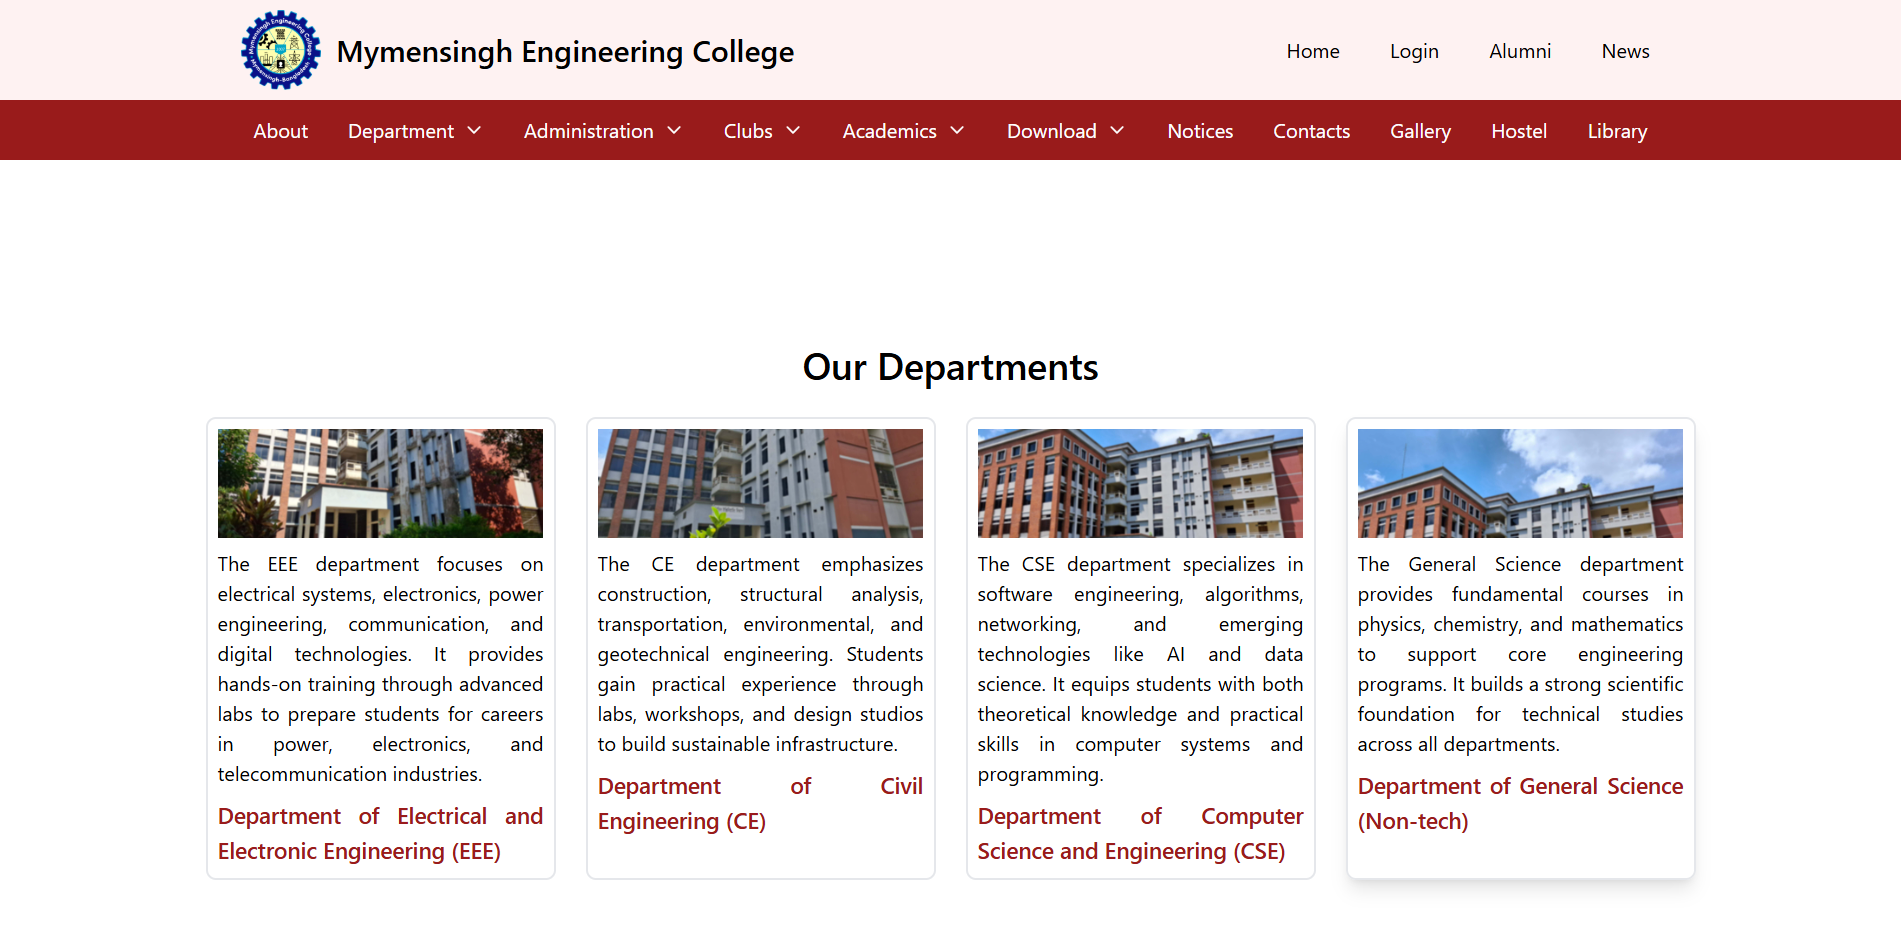 Mymensingh Engineering College
Home Login Alumni News
About Department Administration Clubs Academics Download Notices Contacts Gallery Hostel Library
Our Departments
The EEE department focuses on
electrical systems, electronics, power
engineering, communication, and
digital technologies. It provides
hands-on training through advanced
labs to prepare students for careers
in power, electronics, and
telecommunication industries.
Department of Electrical and
Electronic Engineering (EEE)
The CE department emphasizes
construction, structural analysis,
transportation, environmental, and
geotechnical engineering. Students
gain practical experience through
labs, workshops, and design studios
to build sustainable infrastructure.
Department of Civil
Engineering (CE)
The CSE department specializes in
software engineering, algorithms,
networking, and emerging
technologies like AI and data
science. It equips students with both
theoretical knowledge and practical
skills in computer systems and
programming.
Department of Computer
Science and Engineering (CSE)
The General Science department
provides fundamental courses in
physics, chemistry, and mathematics
to support core engineering
programs. It builds a strong scientific
foundation for technical studies
across all departments.
Department of General Science
(Non-tech)